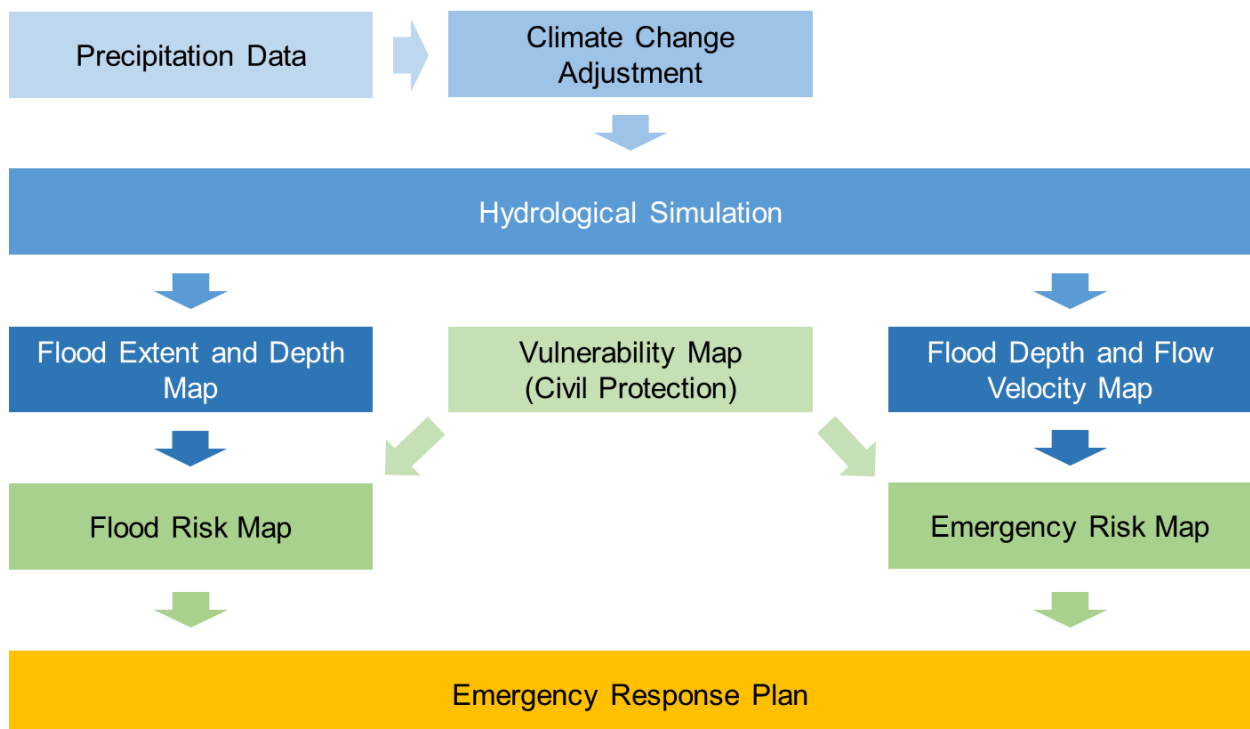 Precipitation Data
Climate Change
Adjustment
Hydrological Simulation
Flood Extent and Depth
Map
Vulnerability Map
(Civil Protection)
Flood Depth and Flow
Velocity Map
Flood Risk Map
Emergency Risk Map
Emergency Response Plan